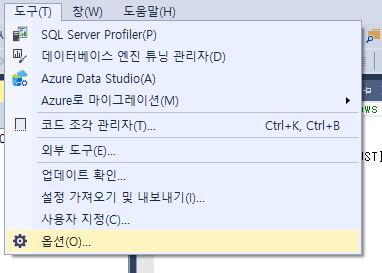 도구(T) 창(W) 도움말(H)
SQL Server Profiler(P)
데이터베이스 엔진 튜닝 관리자(D)
Azure Data Studio(A)
Azure로 마이그레이션(M)
코드 조각 관리자(T)... Ctrl+K, Ctrl+B
외부 도구(E)...
업데이트 확인...
설정 가져오기 및 내보내기(I)...
사용자 지정(C)...
옵션(O)...